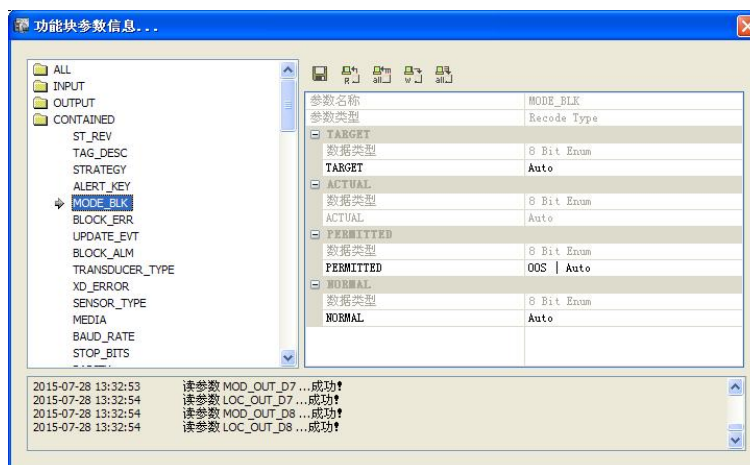 功能块参数信息...
ALL
INPUT
OUTPUT
CONTAINED
ST_REV
TAG_DESC
STRATEGY
ALERT_KEY
MODE_BLK
BLOCK_ERR
UPDATE_EVT
BLOCK_ALM
TRANSDUCER_TYPE
XD_ERROR
SENSOR_TYPE
MEDIA
BAUD_RATE
STOP_BITS
R all w all
参数名称 MODE_BLK
参数类型 Recode Type
TARGET
数据类型 8 Bit Enum
TARGET Auto
ACTUAL
数据类型 8 Bit Enum
ACTUAL Auto
PERMITTED
数据类型 8 Bit Enum
PERMITTED OOS | Auto
NORMAL
数据类型 8 Bit Enum
NORMAL Auto
2015-07-28 13:32:53 读参数 MOD_OUT_D7 ...成功!
2015-07-28 13:32:54 读参数 LOC_OUT_D7 ...成功!
2015-07-28 13:32:54 读参数 MOD_OUT_D8 ...成功!
2015-07-28 13:32:54 读参数 LOC_OUT_D8 ...成功!